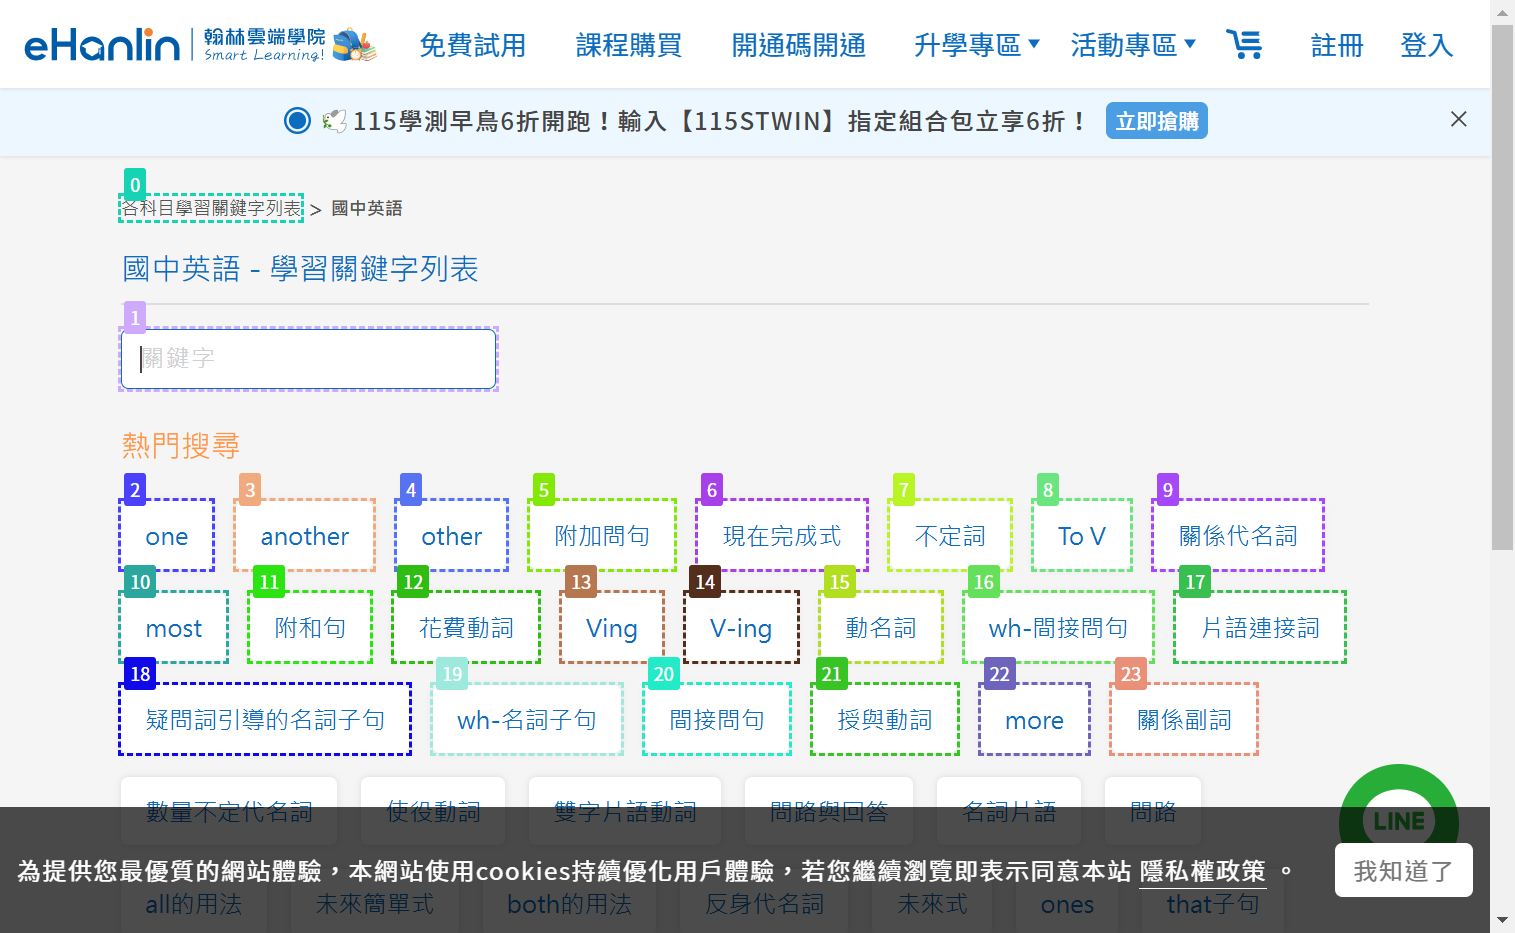 eHanlin 翰林雲端學院 Smart Learning! 免費試用 課程購買 開通碼開通 升學專區 活動專區 註冊 登入
115學測早鳥6折開跑！輸入【115STWIN】指定組合包立享6折！ 立即搶購
0
各科目學習關鍵字列表 > 國中英語
國中英語 - 學習關鍵字列表
1
關鍵字
熱門搜尋
2 3 4 5 6 7 8 9
one another other 附加問句 現在完成式 不定詞 To V 關係代名詞
10 11 12 13 14 15 16 17
most 附和句 花費動詞 Ving V-ing 動名詞 wh-間接問句 片語連接詞
18 19 20 21 22 23
疑問詞引導的名詞子句 wh-名詞子句 間接問句 授與動詞 more 關係副詞
數量不定代名詞 使役動詞 雙字片語動詞 問路與回答 名詞片語 問路
LINE
為提供您最優質的網站體驗，本網站使用cookies持續優化用戶體驗，若您繼續瀏覽即表示同意本站 隱私權政策 。 我知道了
all的用法 未來簡單式 both的用法 反身代名詞 未來式 ones that子句